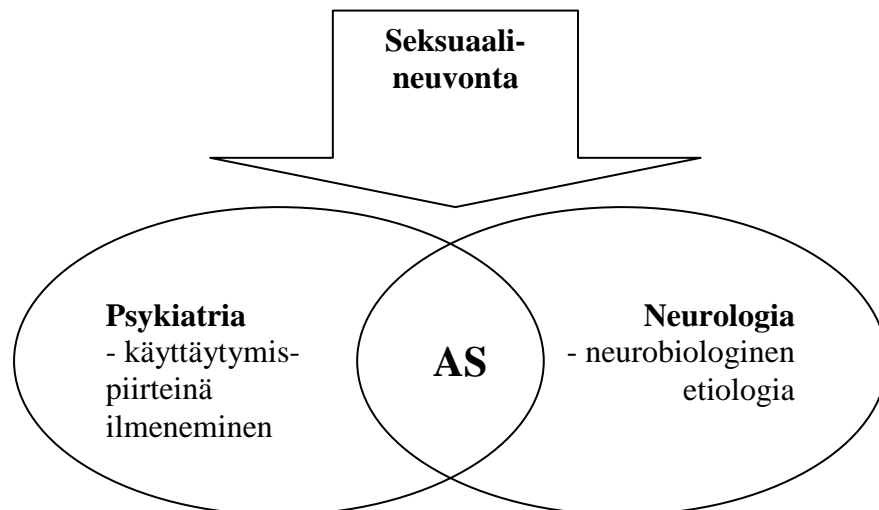 Seksuaali-
neuvonta
Psykiatria
- käyttäytymis-
piirteinä
ilmeneminen
AS
Neurologia
- neurobiologinen
etiologia